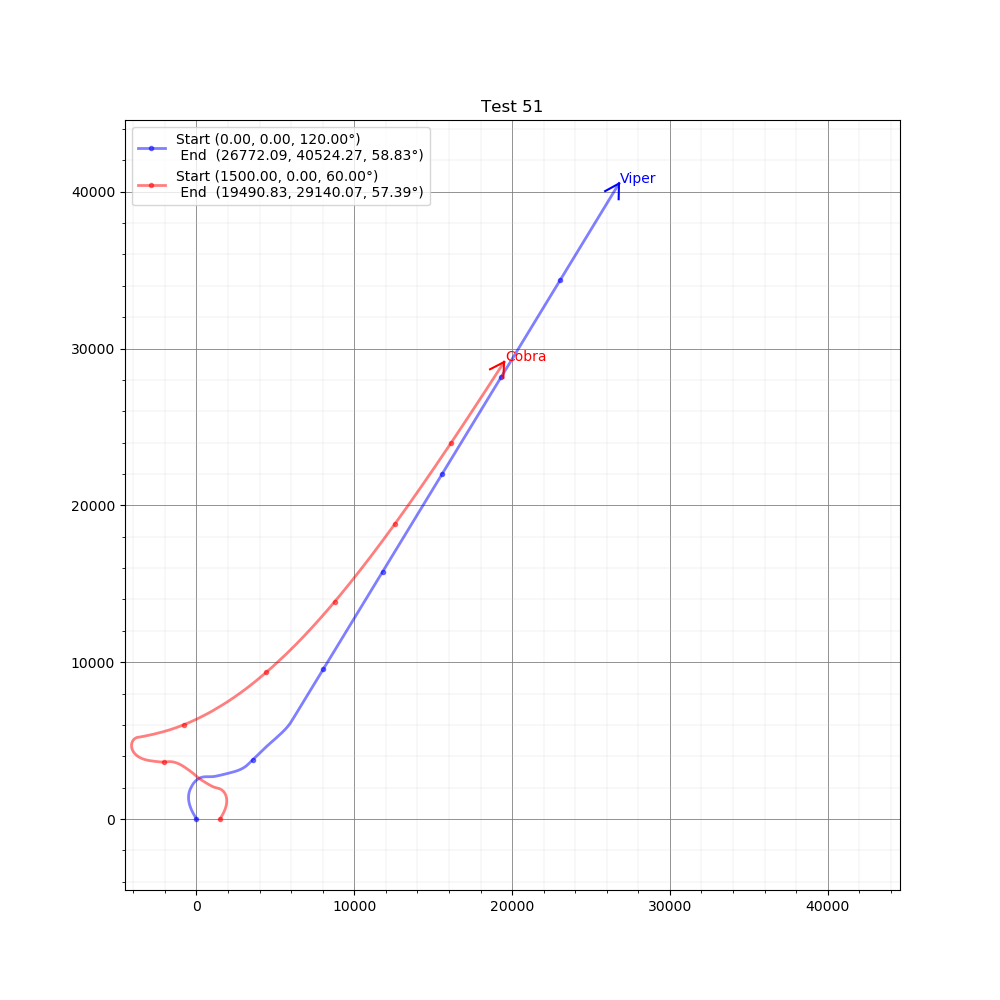 Test 51
Start (0.00, 0.00, 120.00°)
End (26772.09, 40524.27, 58.83°)
Start (1500.00, 0.00, 60.00°)
End (19490.83, 29140.07, 57.39°)
Viper
Cobra
40000
30000
20000
10000
0
0
10000
20000
30000
40000